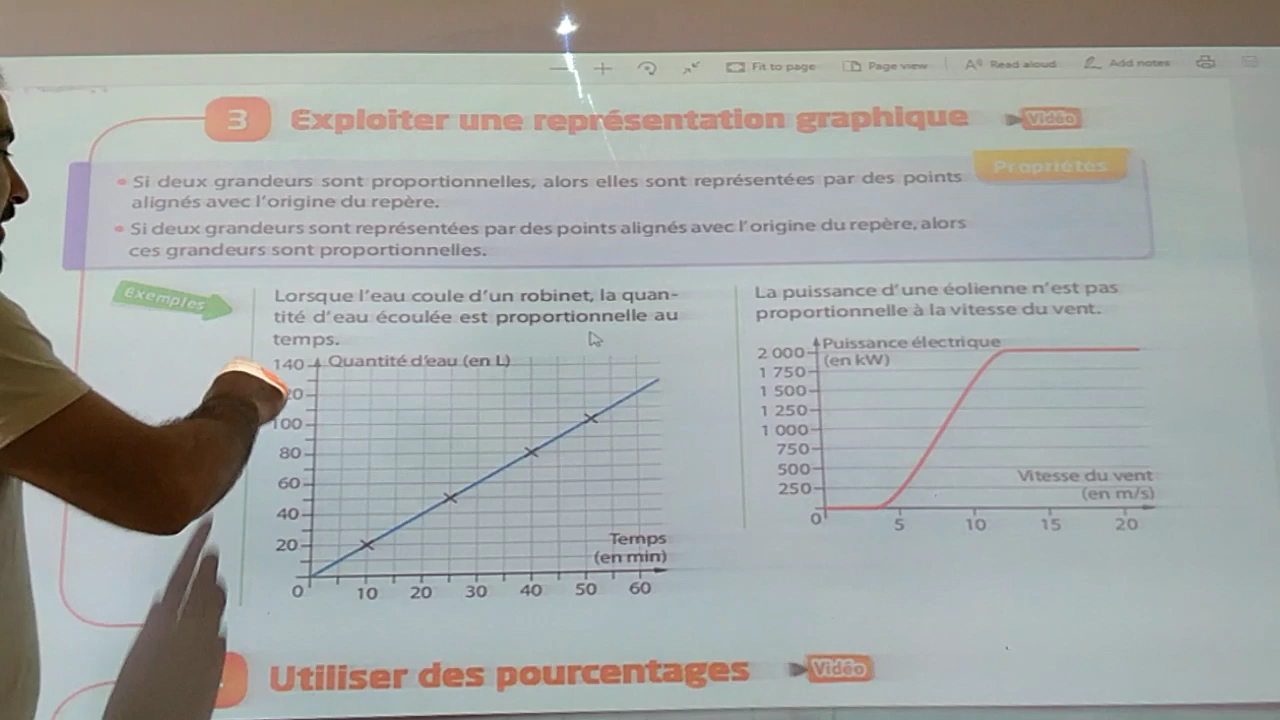 Fit to page
Page view
Read aloud
Add notes
3 Exploiter une représentation graphique Vidéo
Propriétés
• Si deux grandeurs sont proportionnelles, alors elles sont représentées par des points
alignés avec l'origine du repère.
• Si deux grandeurs sont représentées par des points alignés avec l'origine du repère, alors
ces grandeurs sont proportionnelles.
Exemples
Lorsque l'eau coule d'un robinet, la quan-
tité d'eau écoulée est proportionnelle au
temps.
140 Quantité d'eau (en L)
100
80
60
40
20
Temps
(en min)
0 10 20 30 40 50 60
La puissance d'une éolienne n'est pas
proportionnelle à la vitesse du vent.
Puissance électrique
(en kW)
2 000
1 750
1 500
1 250
1 000
750
500
250
Vitesse du vent
(en m/s)
0 5 10 15 20
Utiliser des pourcentages Vidéo